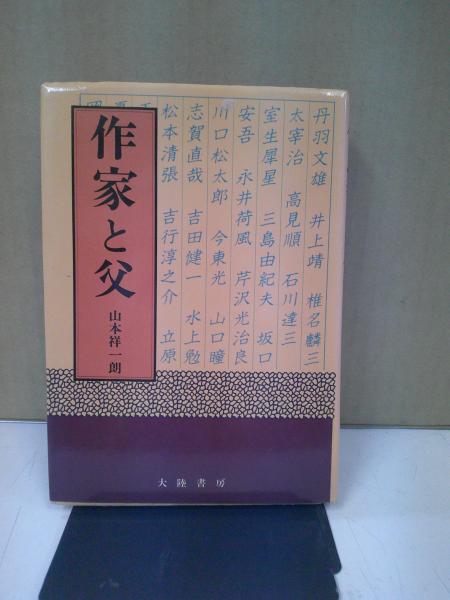 作家と父
山本祥一朗
丹羽文雄 井上靖 椎名麟三
太宰治 高見順 石川達三
室生犀星 三島由紀夫 坂口
安吾 永井荷風 芹沢光治良
川口松太郎 今東光 山口瞳
志賀直哉 吉田健一 水上勉
松本清張 吉行淳之介 立原
大陸書房